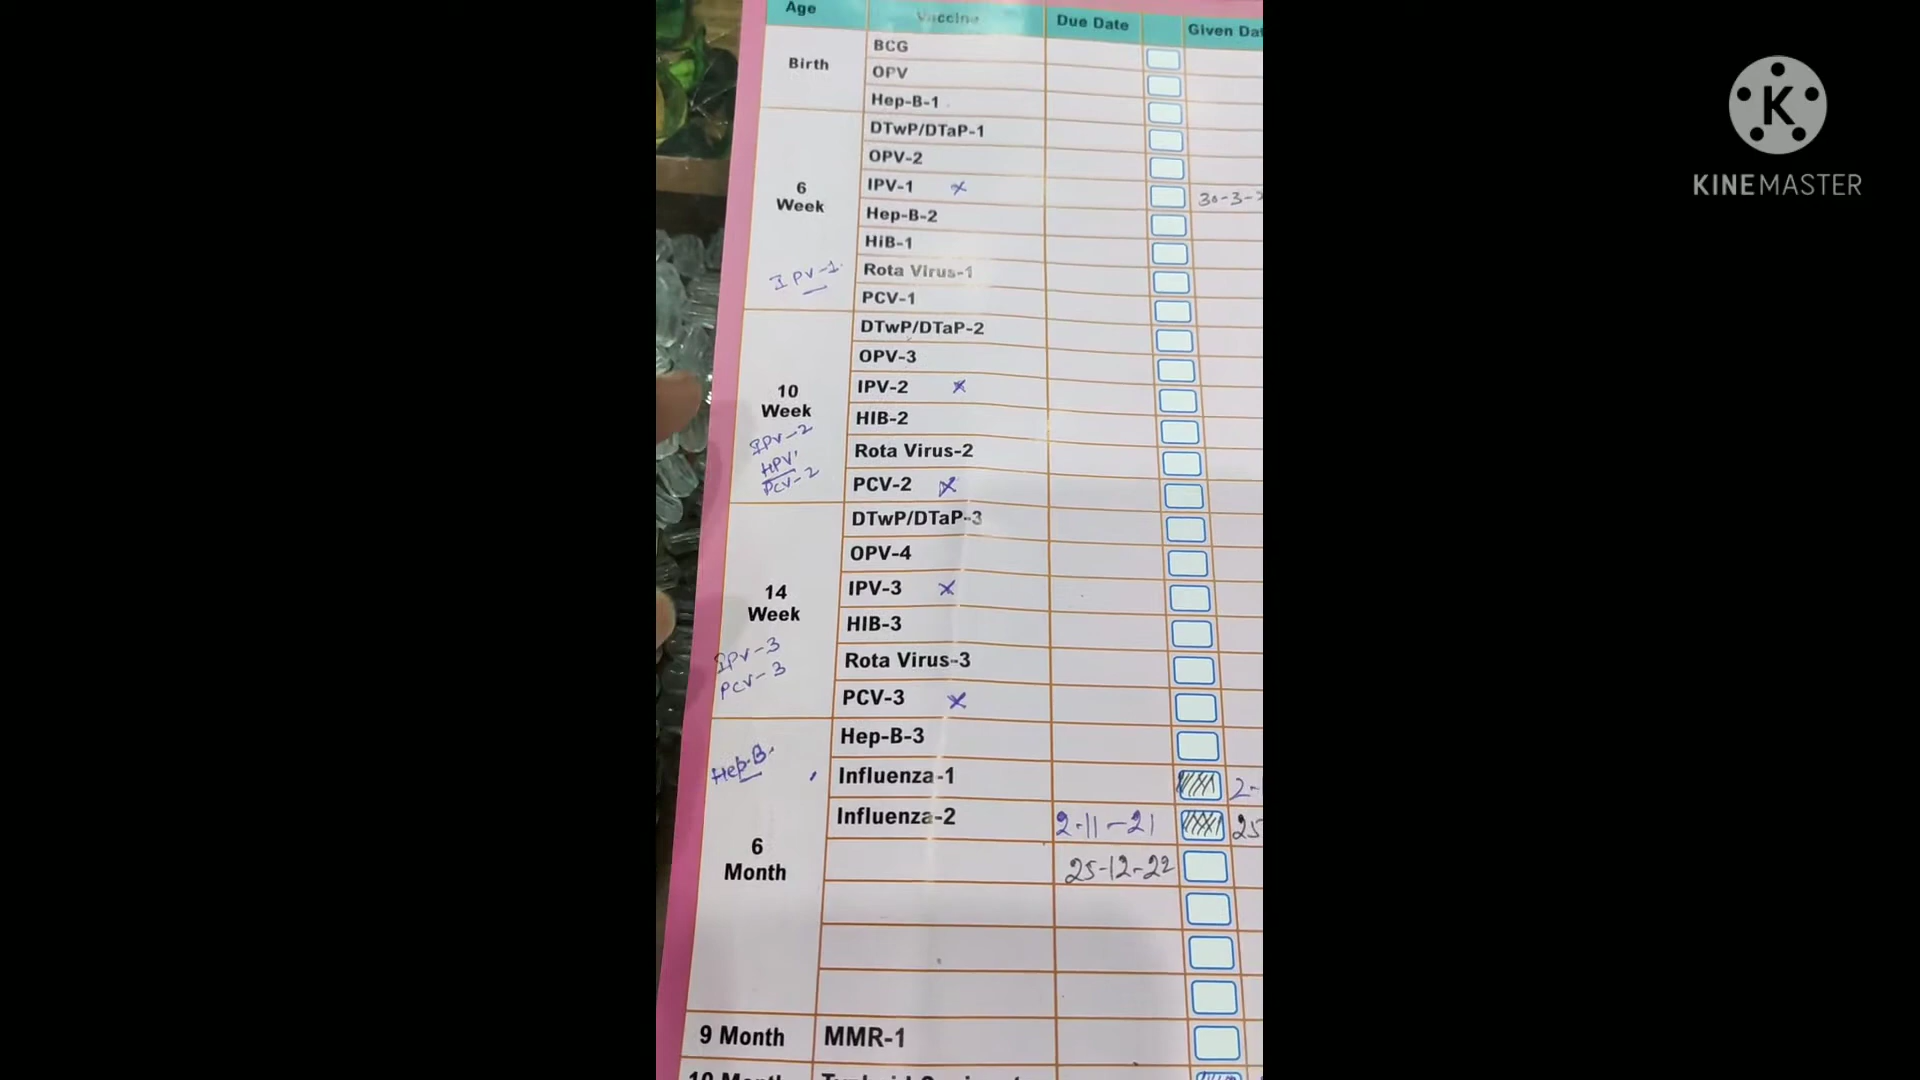 Age Vaccine Due Date Given Dat
Birth
BCG
OPV
Hep-B-1
6
Week
DTwP/DTaP-1
OPV-2
IPV-1 x 30-3-
Hep-B-2
HiB-1
Rota Virus-1
PCV-1
IPV-1
10
Week
DTwP/DTaP-2
OPV-3
IPV-2 x
HIB-2
Rota Virus-2
PCV-2 x
IPV-2
HPV
PCV-2
14
Week
DTwP/DTaP-3
OPV-4
IPV-3 x
HIB-3
Rota Virus-3
PCV-3 x
IPV-3
PCV-3
Hep-B.
6
Month
Hep-B-3
Influenza-1 2-
Influenza-2 2-11-21 25
25-12-22
9 Month MMR-1
KINEMASTER